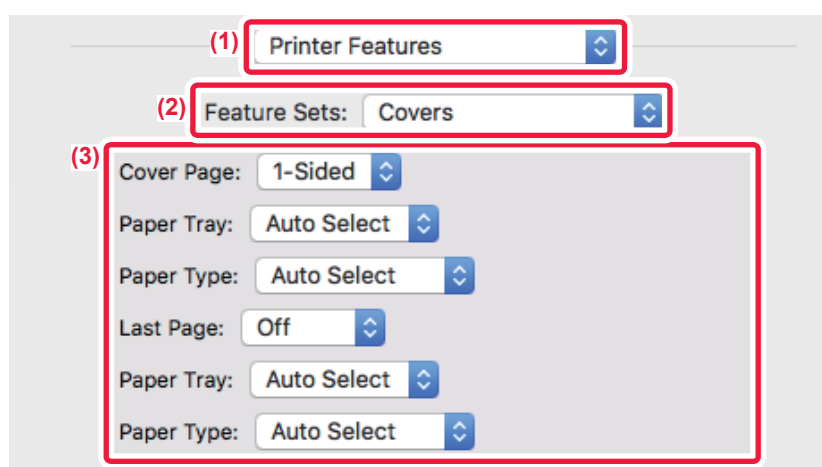 (1) Printer Features
(2) Feature Sets: Covers
(3)
Cover Page: 1-Sided
Paper Tray: Auto Select
Paper Type: Auto Select
Last Page: Off
Paper Tray: Auto Select
Paper Type: Auto Select